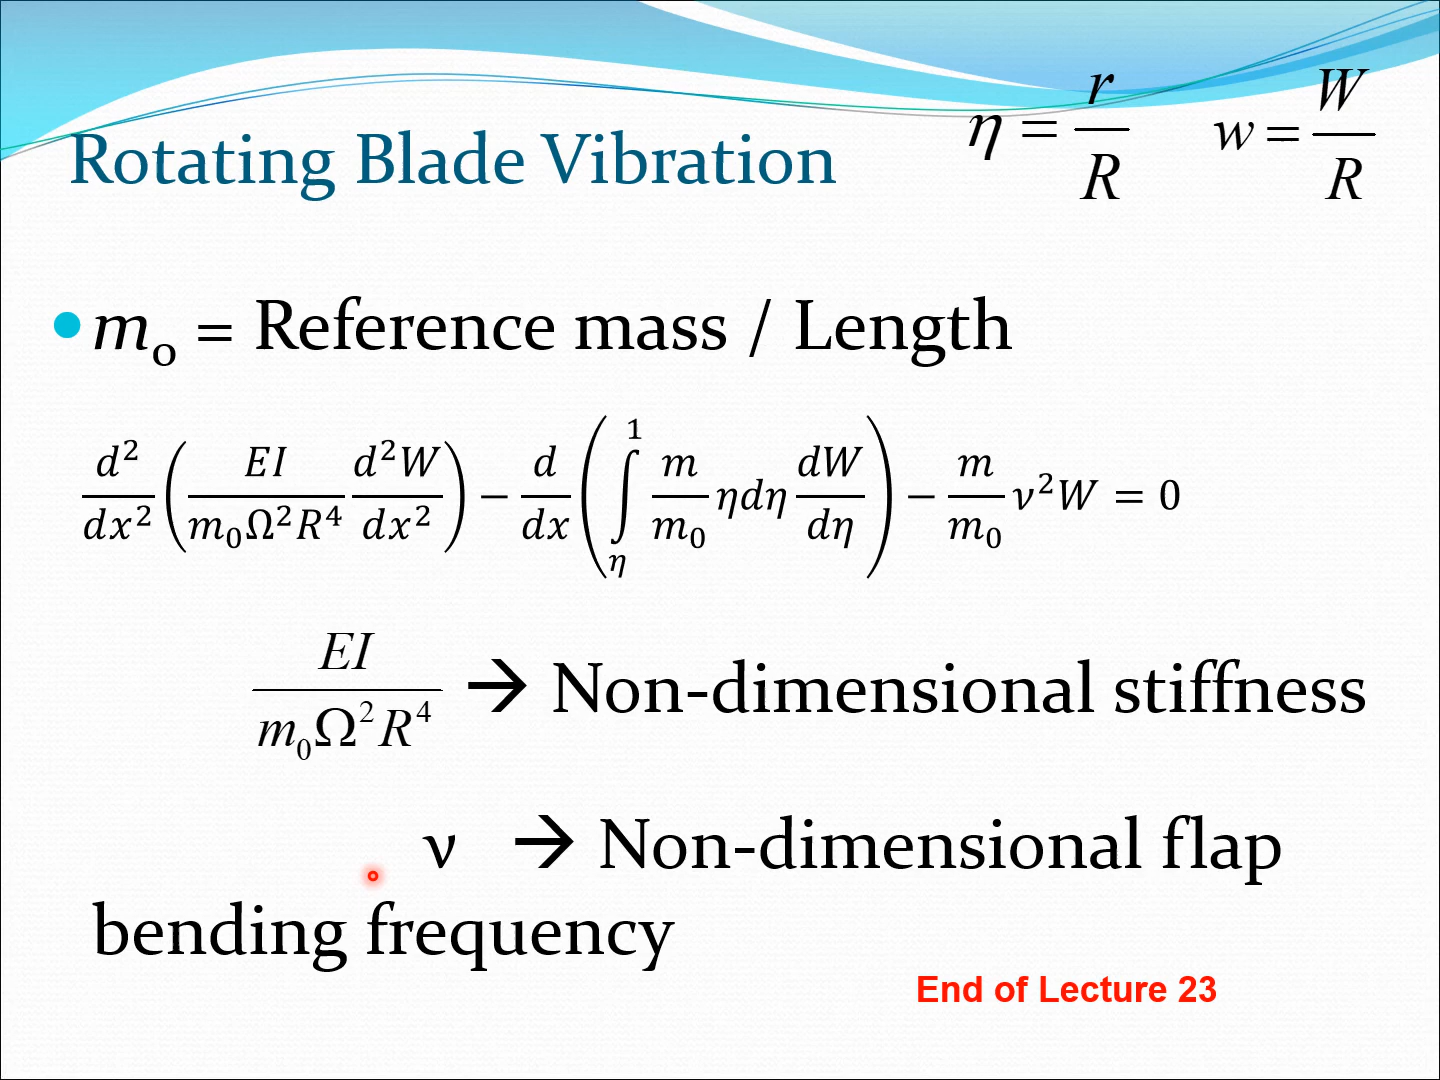 Rotating Blade Vibration
η = r/R  w = W/R
• m₀ = Reference mass / Length
d²/dx² (EI/(m₀Ω²R⁴) d²W/dx²) − d/dx (∫_η^1 m/m₀ ηdη dW/dη) − m/m₀ ν²W = 0
EI/(m₀Ω²R⁴) → Non-dimensional stiffness
ν → Non-dimensional flap
bending frequency
End of Lecture 23